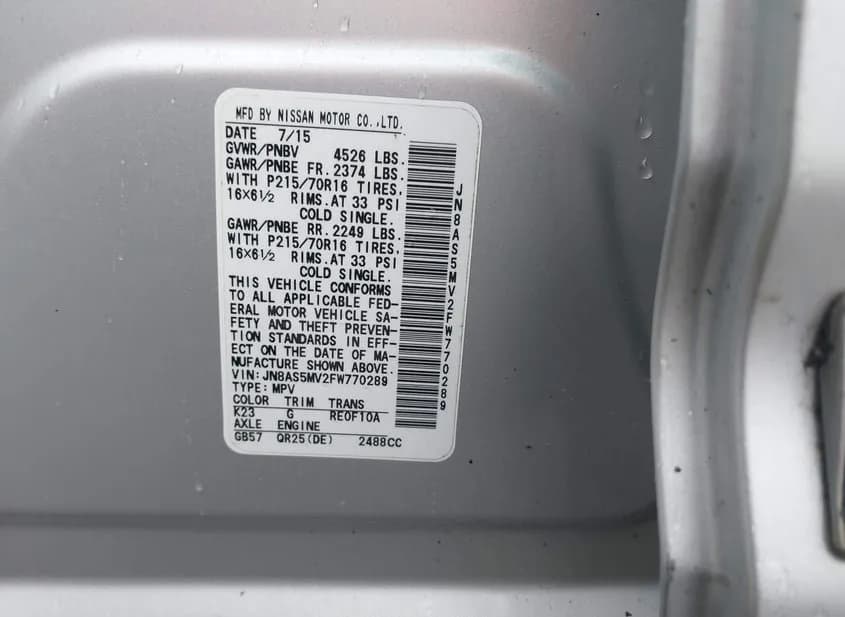 MFD BY NISSAN MOTOR CO.,LTD.
DATE 7/15
GVWR/PNBV 4526 LBS.
GAWR/PNBE FR. 2374 LBS.
WITH P215/70R16 TIRES,
16×6½ RIMS.AT 33 PSI
COLD SINGLE.
GAWR/PNBE RR. 2249 LBS.
WITH P215/70R16 TIRES,
16×6½ RIMS.AT 33 PSI
COLD SINGLE.
THIS VEHICLE CONFORMS
TO ALL APPLICABLE FED-
ERAL MOTOR VEHICLE SA-
FETY AND THEFT PREVEN-
TION STANDARDS IN EFF-
ECT ON THE DATE OF MA-
NUFACTURE SHOWN ABOVE.
VIN:JN8AS5MV2FW770289
TYPE: MPV
COLOR TRIM TRANS
K23 G RE0F10A
AXLE ENGINE
GB57 QR25(DE) 2488CC
JN8AS5MV2FW770289